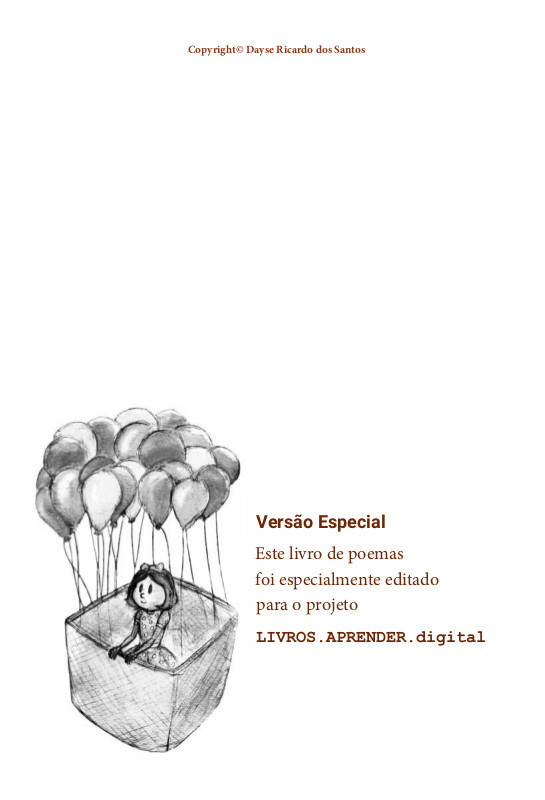 Copyright© Dayse Ricardo dos Santos
Versão Especial
Este livro de poemas
foi especialmente editado
para o projeto
LIVROS.APRENDER.digital